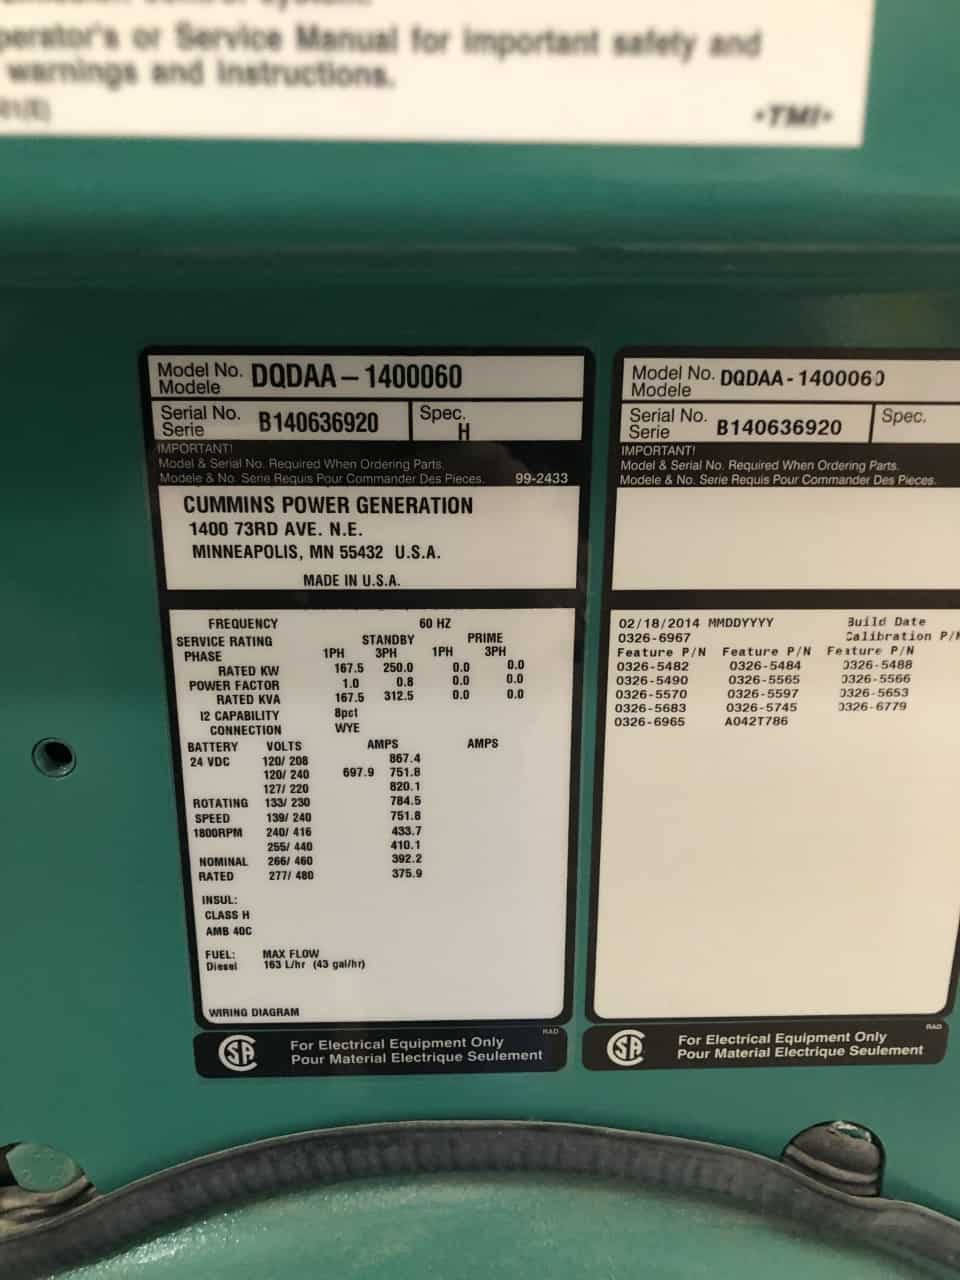 perator's or Service Manual for important safety and
warnings and instructions.
•TMI•
Model No. DQDAA – 1400060
Modele
Serial No. B140636920
Serie
Spec. H
IMPORTANT!
Model & Serial No. Required When Ordering Parts.
Modele & No. Serie Requis Pour Commander Des Pieces. 99-2433
CUMMINS POWER GENERATION
1400 73RD AVE. N.E.
MINNEAPOLIS, MN 55432 U.S.A.
MADE IN U.S.A.
FREQUENCY 60 HZ
SERVICE RATING STANDBY PRIME
PHASE 1PH 3PH 1PH 3PH
RATED KW 167.5 250.0 0.0 0.0
POWER FACTOR 1.0 0.8 0.0 0.0
RATED KVA 167.5 312.5 0.0 0.0
I2 CAPABILITY 8pct
CONNECTION WYE
BATTERY VOLTS AMPS AMPS
24 VDC 120/ 208 867.4
120/ 240 697.9 751.8
127/ 220 820.1
ROTATING 133/ 230 784.5
SPEED 139/ 240 751.8
1800RPM 240/ 416 433.7
255/ 440 410.1
NOMINAL 266/ 460 392.2
RATED 277/ 480 375.9
INSUL:
CLASS H
AMB 40C
FUEL: MAX FLOW
Diesel 163 L/hr (43 gal/hr)
WIRING DIAGRAM
RAD
SA For Electrical Equipment Only
Pour Material Electrique Seulement
Model No. DQDAA - 1400060
Modele
Serial No. B140636920
Serie
Spec.
IMPORTANT!
Model & Serial No. Required When Ordering Parts.
Modele & No. Serie Requis Pour Commander Des Pieces.
02/18/2014 MMDDYYYY Build Date
0326-6967 Calibration P/N
Feature P/N Feature P/N Feature P/N
0326-5482 0326-5484 0326-5488
0326-5490 0326-5565 0326-5566
0326-5570 0326-5597 0326-5653
0326-5683 0326-5745 0326-6779
0326-6965 A042T786
RAD
SA For Electrical Equipment Only
Pour Material Electrique Seulement